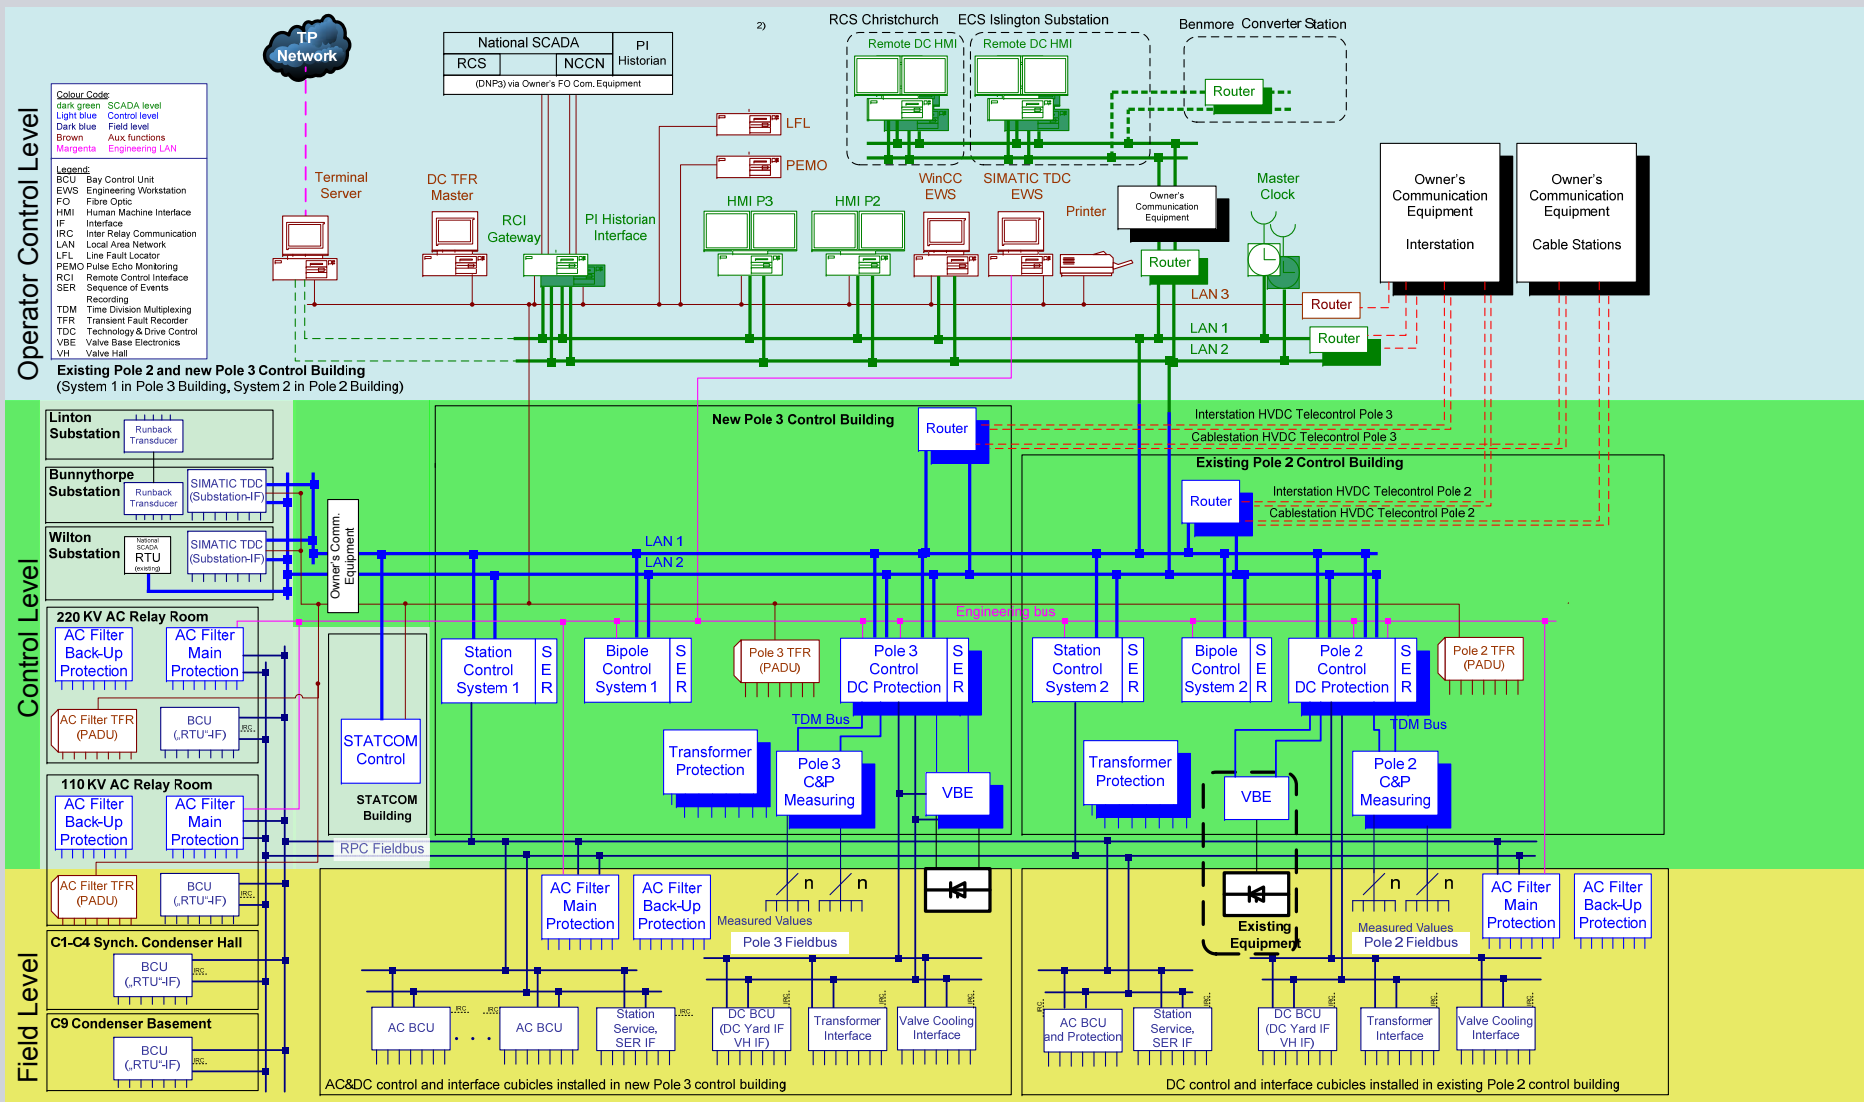 Operator Control Level
Control Level
Field Level
TP
Network
Colour Code:
dark green SCADA level
Light blue Control level
Dark blue Field level
Brown Aux. functions
Margenta Engineering LAN
Legend:
BCU Bay Control Unit
EWS Engineering Workstation
FO Fibre Optic
HMI Human Machine Interface
IF Interface
IRC Inter Relay Communication
LAN Local Area Network
LFL Line Fault Locator
PEMO Pulse Echo Monitoring
RCI Remote Control Interface
SER Sequence of Events
Recording
TDM Time Division Multiplexing
TFR Transient Fault Recorder
TDC Technology & Drive Control
VBE Valve Base Electronics
VH Valve Hall
Existing Pole 2 and new Pole 3 Control Building
(System 1 in Pole 3 Building, System 2 in Pole 2 Building)
National SCADA
RCS
NCCN
PI
Historian
(DNP3) via Owner's FO Com. Equipment
2)
RCS Christchurch
Remote DC HMI
ECS Islington Substation
Remote DC HMI
Benmore Converter Station
Router
LFL
PEMO
Terminal
Server
DC TFR
Master
RCI
Gateway
PI Historian
Interface
HMI P3
HMI P2
WinCC
EWS
SIMATIC TDC
EWS
Printer
Owner's
Communication
Equipment
Router
Master
Clock
Owner's
Communication
Equipment
Interstation
Owner's
Communication
Equipment
Cable Stations
LAN 3
Router
LAN 1
Router
LAN 2
Linton
Substation
Runback
Transducer
Bunnythorpe
Substation
Runback
Transducer
SIMATIC TDC
(Substation-IF)
Wilton
Substation
National
SCADA
RTU
(existing)
SIMATIC TDC
(Substation-IF)
Owner's Comm.
Equipment
New Pole 3 Control Building
Router
Interstation HVDC Telecontrol Pole 3
Cablestation HVDC Telecontrol Pole 3
Existing Pole 2 Control Building
Router
Interstation HVDC Telecontrol Pole 2
Cablestation HVDC Telecontrol Pole 2
LAN 1
LAN 2
Engineering bus
220 KV AC Relay Room
AC Filter
Back-Up
Protection
AC Filter
Main
Protection
AC Filter TFR
(PADU)
BCU
(„RTU“-IF)
IRC
110 KV AC Relay Room
AC Filter
Back-Up
Protection
AC Filter
Main
Protection
AC Filter TFR
(PADU)
BCU
(„RTU“-IF)
IRC
C1-C4 Synch. Condenser Hall
BCU
(„RTU“-IF)
IRC
C9 Condenser Basement
BCU
(„RTU“-IF)
IRC
STATCOM
Control
STATCOM
Building
RPC Fieldbus
Station
Control
System 1
S
E
R
Bipole
Control
System 1
S
E
R
Pole 3 TFR
(PADU)
Pole 3
Control
DC Protection
S
E
R
TDM Bus
Transformer
Protection
Pole 3
C&P
Measuring
VBE
Station
Control
System 2
S
E
R
Bipole
Control
System 2
S
E
R
Pole 2
Control
DC Protection
S
E
R
Pole 2 TFR
(PADU)
TDM Bus
Transformer
Protection
VBE
Pole 2
C&P
Measuring
AC Filter
Main
Protection
AC Filter
Back-Up
Protection
n
n
Measured Values
Pole 3 Fieldbus
Existing
Equipment
n
n
Measured Values
Pole 2 Fieldbus
AC Filter
Main
Protection
AC Filter
Back-Up
Protection
AC BCU
IRC
. . .
IRC
AC BCU
Station
Service,
SER IF
IRC
DC BCU
(DC Yard IF
VH IF)
IRC
Transformer
Interface
IRC
Valve Cooling
Interface
IRC
IRC
AC BCU
and Protection
Station
Service,
SER IF
IRC
DC BCU
(DC Yard IF
VH IF)
IRC
Transformer
Interface
IRC
Valve Cooling
Interface
IRC
AC&DC control and interface cubicles installed in new Pole 3 control building
DC control and interface cubicles installed in existing Pole 2 control building